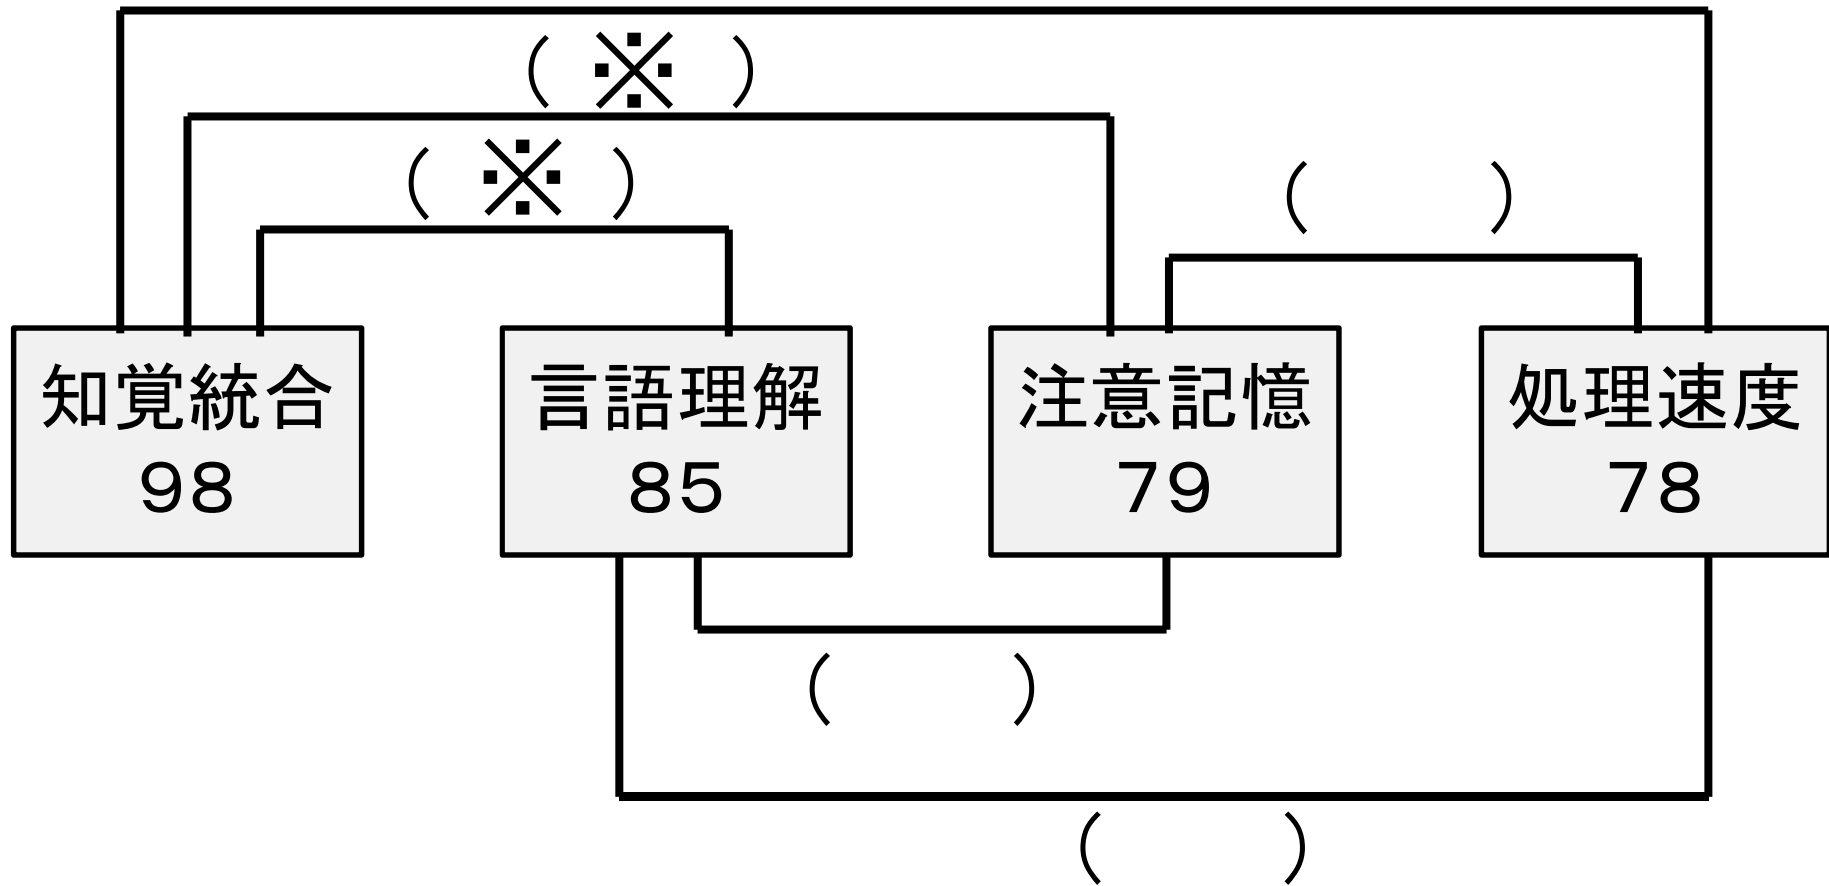 （　※　）
（　※　）
（　　　）
知覚統合
98
言語理解
85
注意記憶
79
処理速度
78
（　　　）
（　　　）